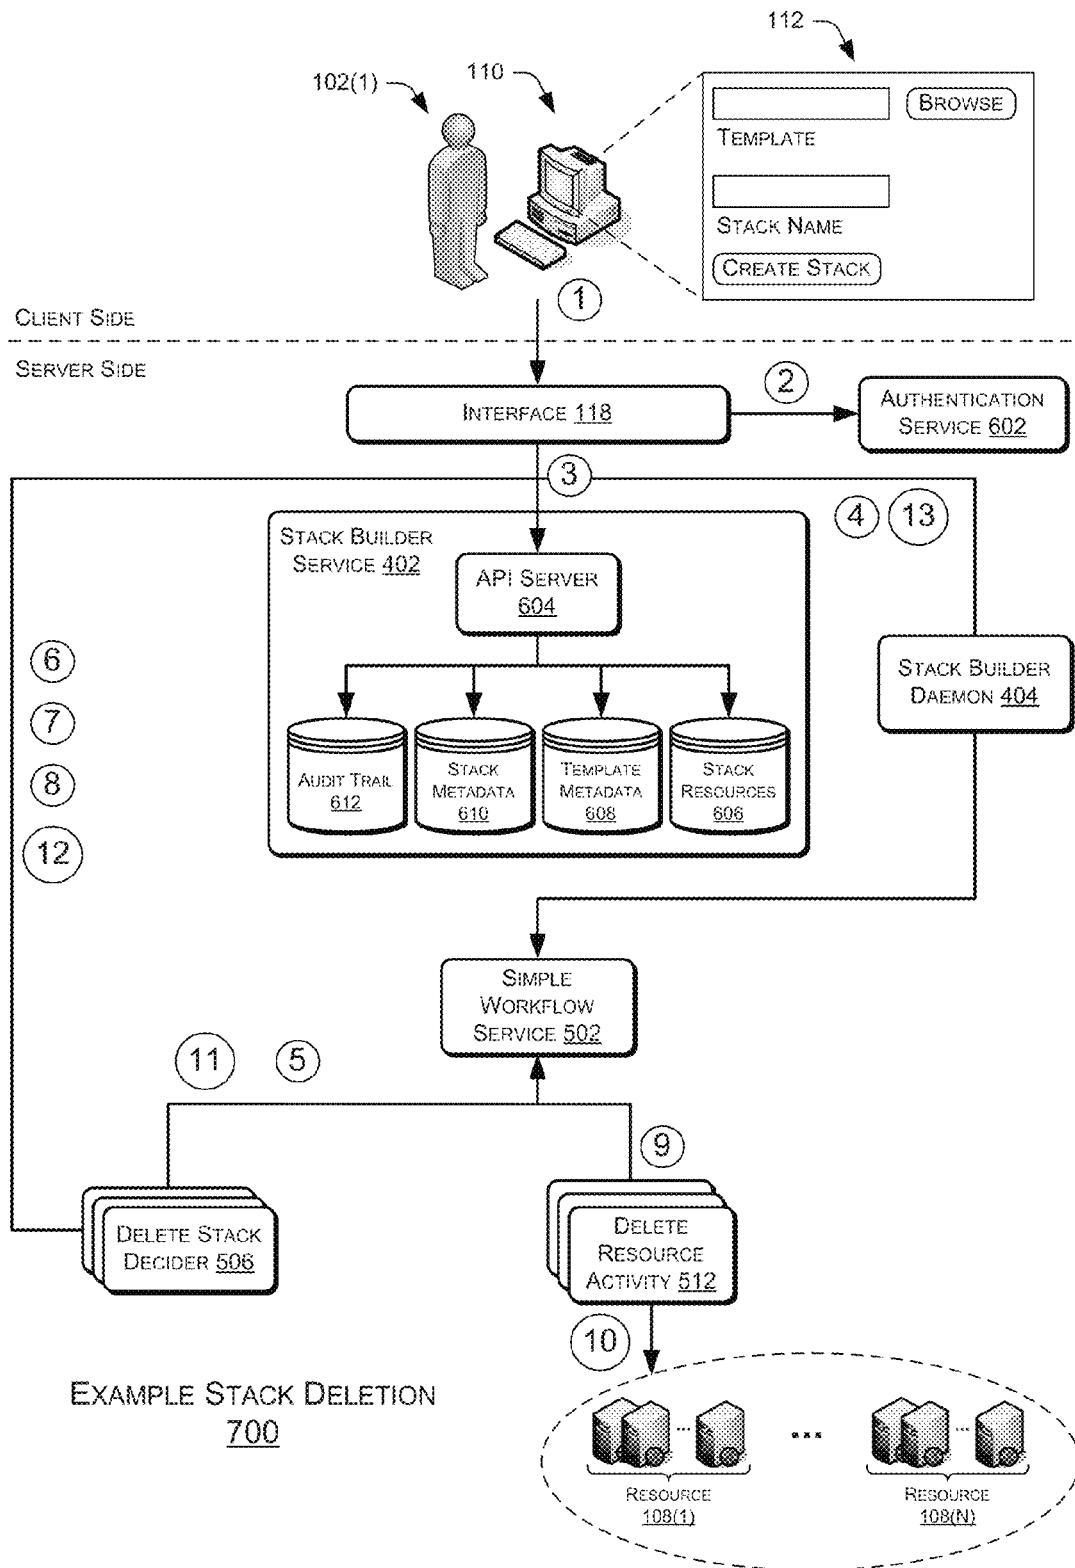 112
102(1)
110
BROWSE
TEMPLATE
STACK NAME
CREATE STACK
1
CLIENT SIDE
SERVER SIDE
INTERFACE 118
2
AUTHENTICATION
SERVICE 602
3
4
13
STACK BUILDER
SERVICE 402
API SERVER
604
6
7
8
12
STACK BUILDER
DAEMON 404
AUDIT TRAIL
612
STACK
METADATA
610
TEMPLATE
METADATA
608
STACK
RESOURCES
606
SIMPLE
WORKFLOW
SERVICE 502
11
5
9
DELETE STACK
DECIDER 506
DELETE
RESOURCE
ACTIVITY 512
10
EXAMPLE STACK DELETION
700
...
...
...
RESOURCE
108(1)
RESOURCE
108(N)